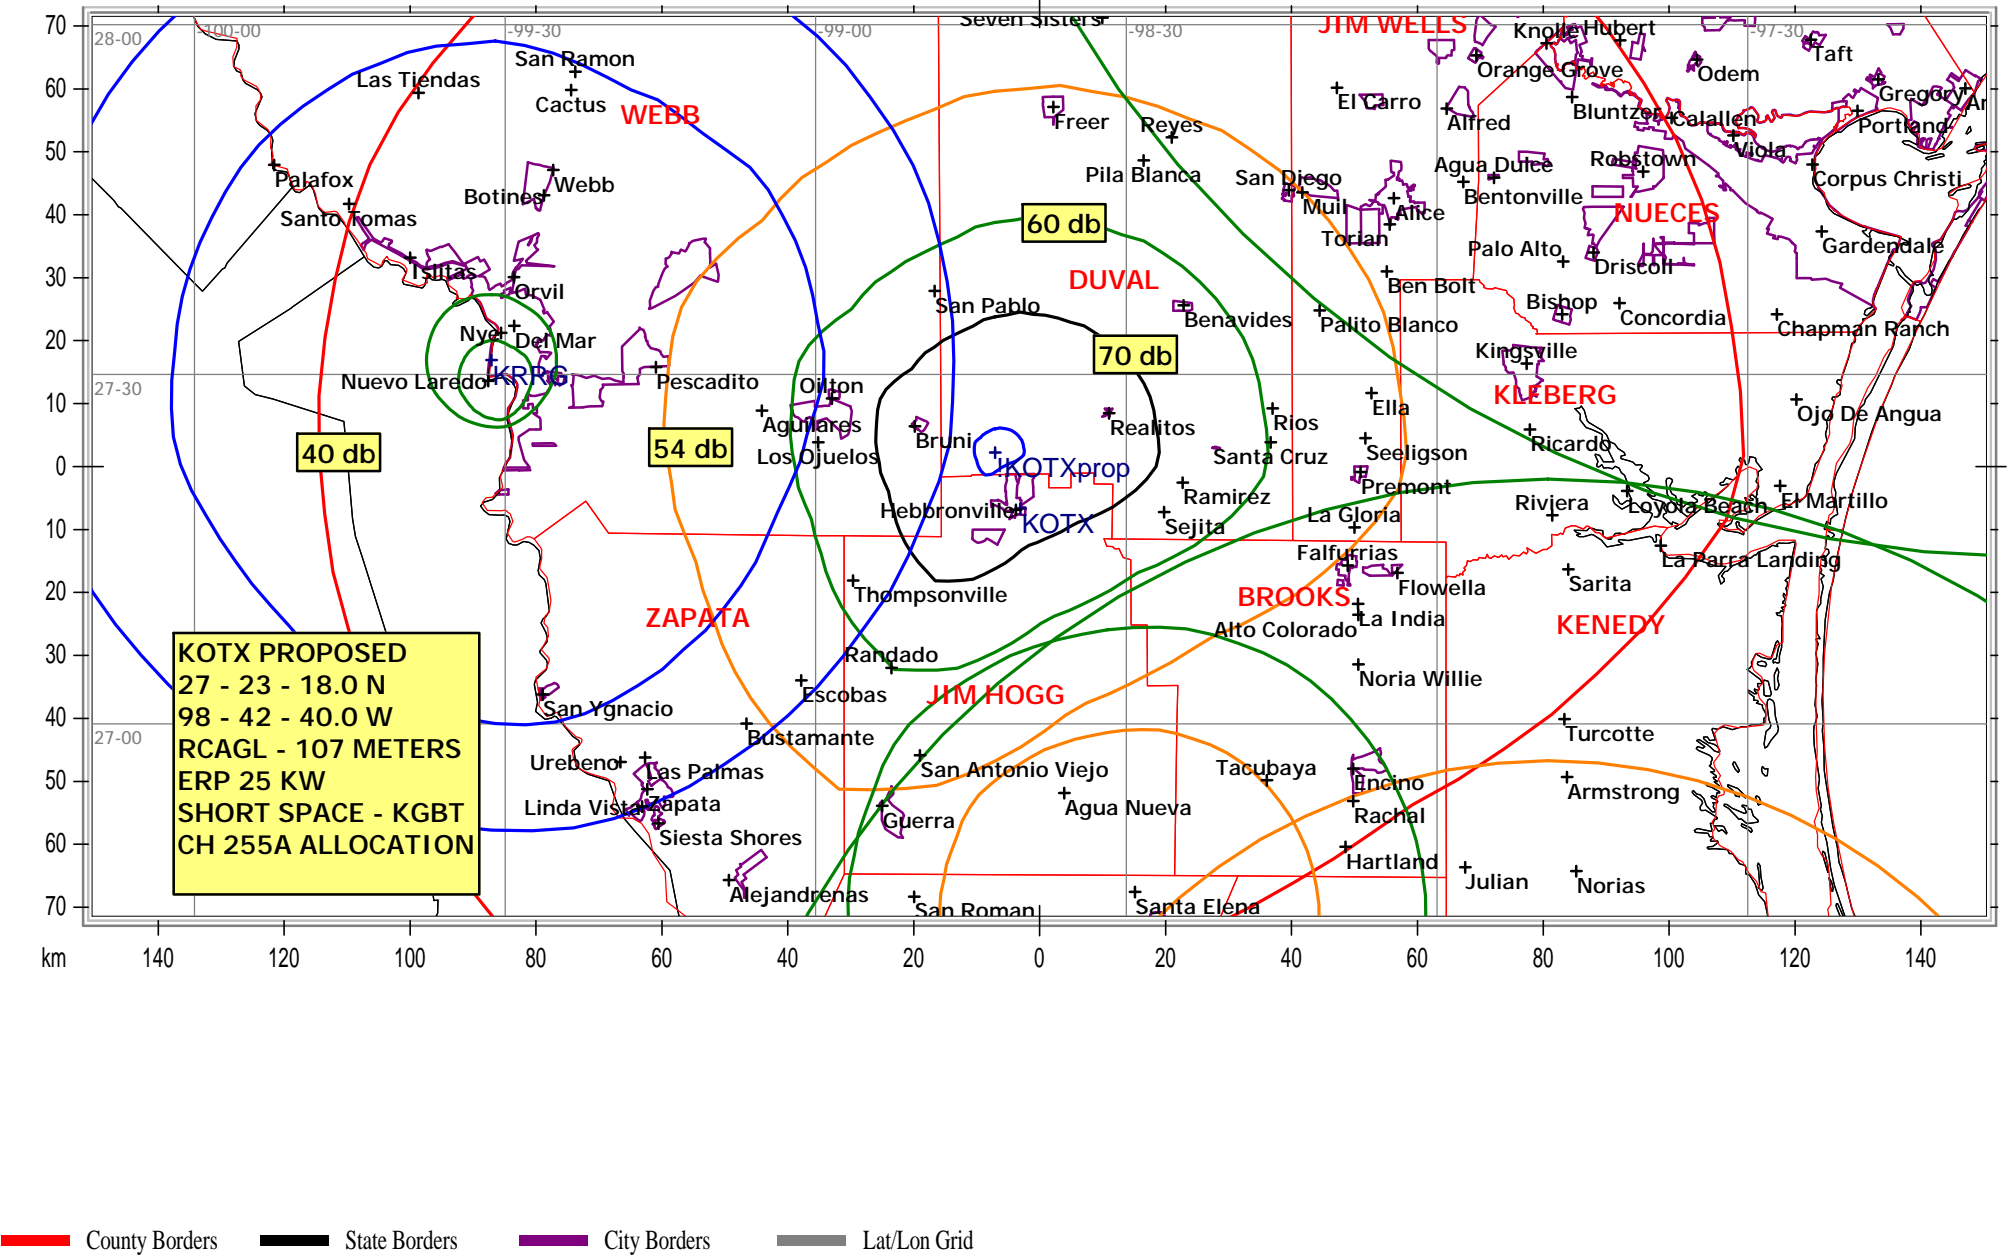 70
60
50
40
30
20
10
0
10
20
30
40
50
60
70
28-00
-100-00
-99-30
-99-00
-98-30
-97-30
27-30
27-00
Seven Sisters
JIM WELLS
Knolle
Hubert
Taft
San Ramon
Las Tiendas
Cactus
WEBB
Orange Grove
Odem
Gregory
El Carro
Freer
Reyes
Alfred
Bluntzer
Calallen
Portland
Viola
Palafox
Botines
Webb
Pila Blanca
San Diego
Muil
Alice
Torian
Agua Dulce
Bentonville
Robstown
Corpus Christi
NUECES
Santo Tomas
60 db
Gardendale
Palo Alto
Driscoll
Islitas
Orvil
DUVAL
Ben Bolt
San Pablo
Benavides
Palito Blanco
Bishop
Concordia
Chapman Ranch
Nye
Del Mar
70 db
Kingsville
KRRG
Nuevo Laredo
Pescadito
Oilton
KLEBERG
Ella
Ojo De Angua
Aguilares
Bruni
Realitos
Rios
Ricardo
40 db
54 db
Los Ojuelos
KOTXprop
Santa Cruz
Seeligson
Premont
Ramirez
Riviera
Loyola Beach
El Martillo
Hebbronville
KOTX
Sejita
La Gloria
Falfurrias
La Parra Landing
Thompsonville
Flowella
Sarita
BROOKS
ZAPATA
La India
Alto Colorado
KENEDY
Randado
KOTX PROPOSED
27 - 23 - 18.0 N
98 - 42 - 40.0 W
RCAGL - 107 METERS
ERP 25 KW
SHORT SPACE - KGBT
CH 255A ALLOCATION
Escobas
JIM HOGG
Noria Willie
San Ygnacio
Bustamante
Turcotte
Urebeno
Las Palmas
San Antonio Viejo
Tacubaya
Encino
Linda Vista
Zapata
Agua Nueva
Rachal
Armstrong
Guerra
Siesta Shores
Hartland
Julian
Norias
Alejandrenas
San Roman
Santa Elena
km
140
120
100
80
60
40
20
0
20
40
60
80
100
120
140
County Borders
State Borders
City Borders
Lat/Lon Grid